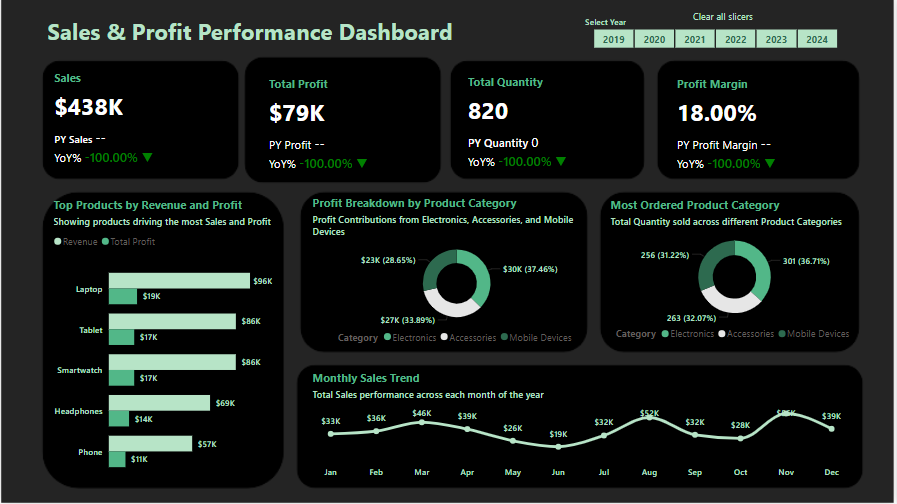 Sales & Profit Performance Dashboard
Select Year
Clear all slicers
2019 2020 2021 2022 2023 2024
Sales
$438K
PY Sales --
YoY% -100.00% ▼
Total Profit
$79K
PY Profit --
YoY% -100.00% ▼
Total Quantity
820
PY Quantity 0
YoY% -100.00% ▼
Profit Margin
18.00%
PY Profit Margin --
YoY% -100.00% ▼
Top Products by Revenue and Profit
Showing products driving the most Sales and Profit
Revenue Total Profit
Laptop $96K
$19K
Tablet $86K
$17K
Smartwatch $86K
$17K
Headphones $69K
$14K
Phone $57K
$11K
Profit Breakdown by Product Category
Profit Contributions from Electronics, Accessories, and Mobile
Devices
$23K (28.65%)
$30K (37.46%)
$27K (33.89%)
Category Electronics Accessories Mobile Devices
Most Ordered Product Category
Total Quantity sold across different Product Categories
256 (31.22%)
301 (36.71%)
263 (32.07%)
Category Electronics Accessories Mobile Devices
Monthly Sales Trend
Total Sales performance across each month of the year
$33K $36K $46K $39K $26K $19K $32K $52K $32K $28K $39K
Jan Feb Mar Apr May Jun Jul Aug Sep Oct Nov Dec